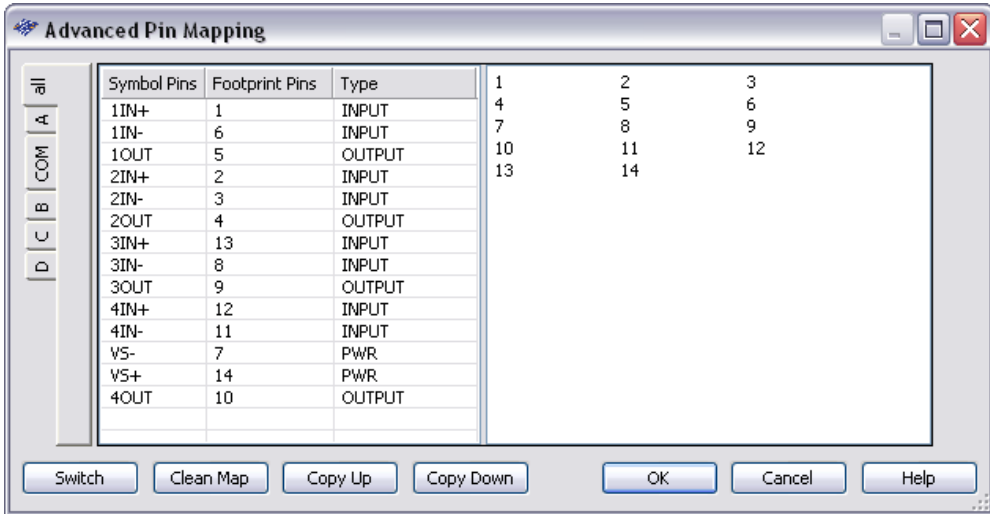 Advanced Pin Mapping
all
A
COM
B
C
D
Symbol Pins Footprint Pins Type
1IN+ 1 INPUT
1IN- 6 INPUT
1OUT 5 OUTPUT
2IN+ 2 INPUT
2IN- 3 INPUT
2OUT 4 OUTPUT
3IN+ 13 INPUT
3IN- 8 INPUT
3OUT 9 OUTPUT
4IN+ 12 INPUT
4IN- 11 INPUT
VS- 7 PWR
VS+ 14 PWR
4OUT 10 OUTPUT
1 2 3
4 5 6
7 8 9
10 11 12
13 14
Switch Clean Map Copy Up Copy Down OK Cancel Help